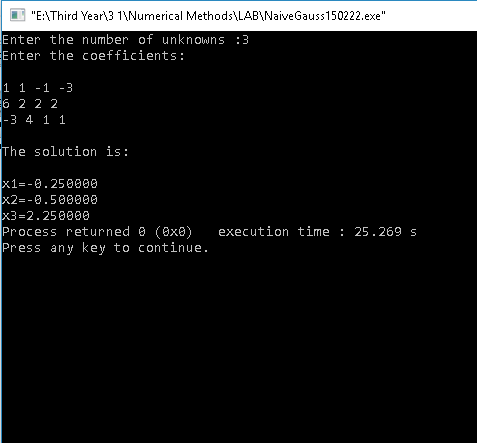 "E:\Third Year\3 1\Numerical Methods\LAB\NaiveGauss150222.exe"
Enter the number of unknowns :3
Enter the coefficients:
1 1 -1 -3
6 2 2 2
-3 4 1 1
The solution is:
x1=-0.250000
x2=-0.500000
x3=2.250000
Process returned 0 (0x0)   execution time : 25.269 s
Press any key to continue.